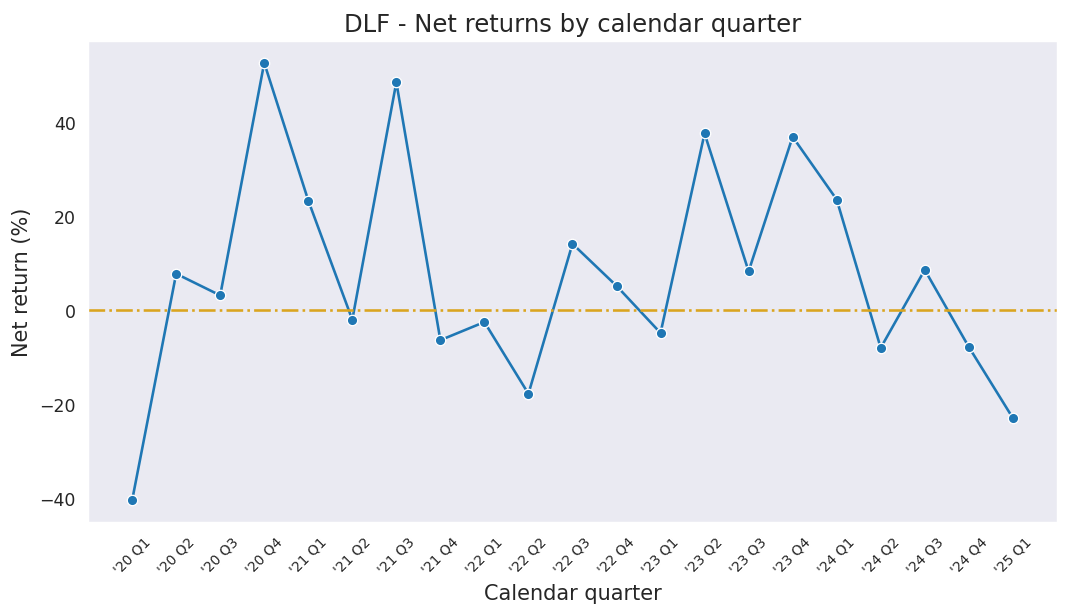 DLF - Net returns by calendar quarter
Net return (%)
40
20
0
−20
−40
'20 Q1
'20 Q2
'20 Q3
'20 Q4
'21 Q1
'21 Q2
'21 Q3
'21 Q4
'22 Q1
'22 Q2
'22 Q3
'22 Q4
'23 Q1
'23 Q2
'23 Q3
'23 Q4
'24 Q1
'24 Q2
'24 Q3
'24 Q4
'25 Q1
Calendar quarter